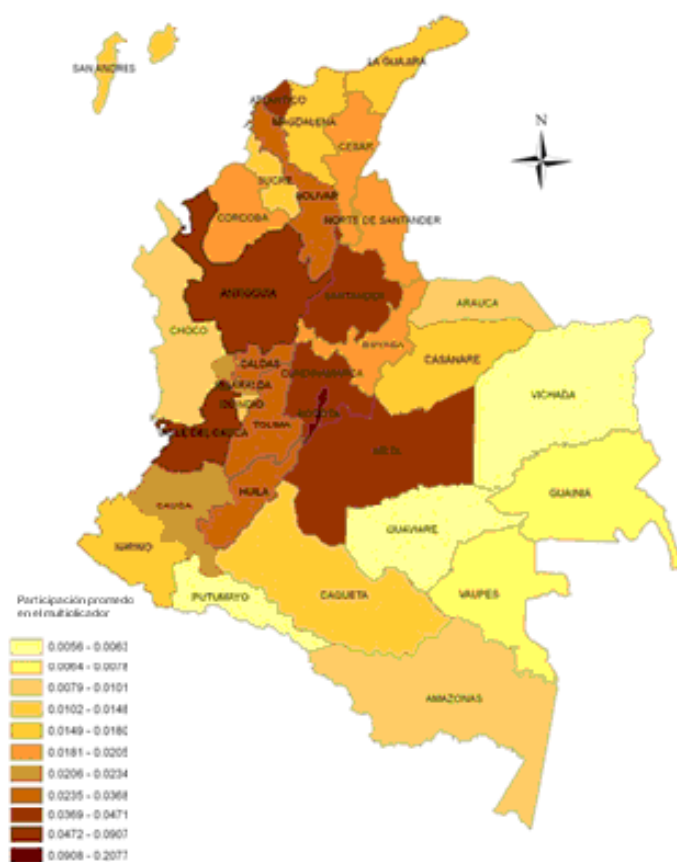 SAN ANDRES
LA GUAJIRA
ATLANTICO
MAGDALENA
CESAR
SUCRE
BOLIVAR
NORTE DE SANTANDER
CORDOBA
ANTIOQUIA
SANTANDER
ARAUCA
CHOCO
BOYACA
CASANARE
CALDAS
CUNDINAMARCA
RISARALDA
VICHADA
QUINDIO
BOGOTA
TOLIMA
VALLE DEL CAUCA
META
GUAINIA
HUILA
CAUCA
GUAVIARE
NARINO
CAQUETA
VAUPES
PUTUMAYO
AMAZONAS
N
Participación promedo
en el multiplicador
0.0056 - 0.0063
0.0064 - 0.0078
0.0079 - 0.0101
0.0102 - 0.0148
0.0149 - 0.0180
0.0181 - 0.0205
0.0206 - 0.0234
0.0235 - 0.0368
0.0369 - 0.0471
0.0472 - 0.0907
0.0908 - 0.2077